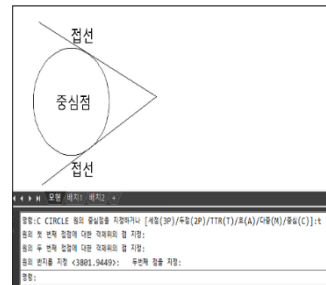 접선
중심점
접선
모형 배치1 배치2 +
명령:C CIRCLE 원의 중심점을 지정하거나 [세점(3P)/두점(2P)/TTR(T)/호(A)/다중(M)/중심(C)]:t
원의 첫 번째 접점에 대한 객체위의 점 지정:
원의 두 번째 접점에 대한 객체위의 점 지정:
원의 반지름 지정 <3801.9449>: 두번째 점을 지정:
명령: